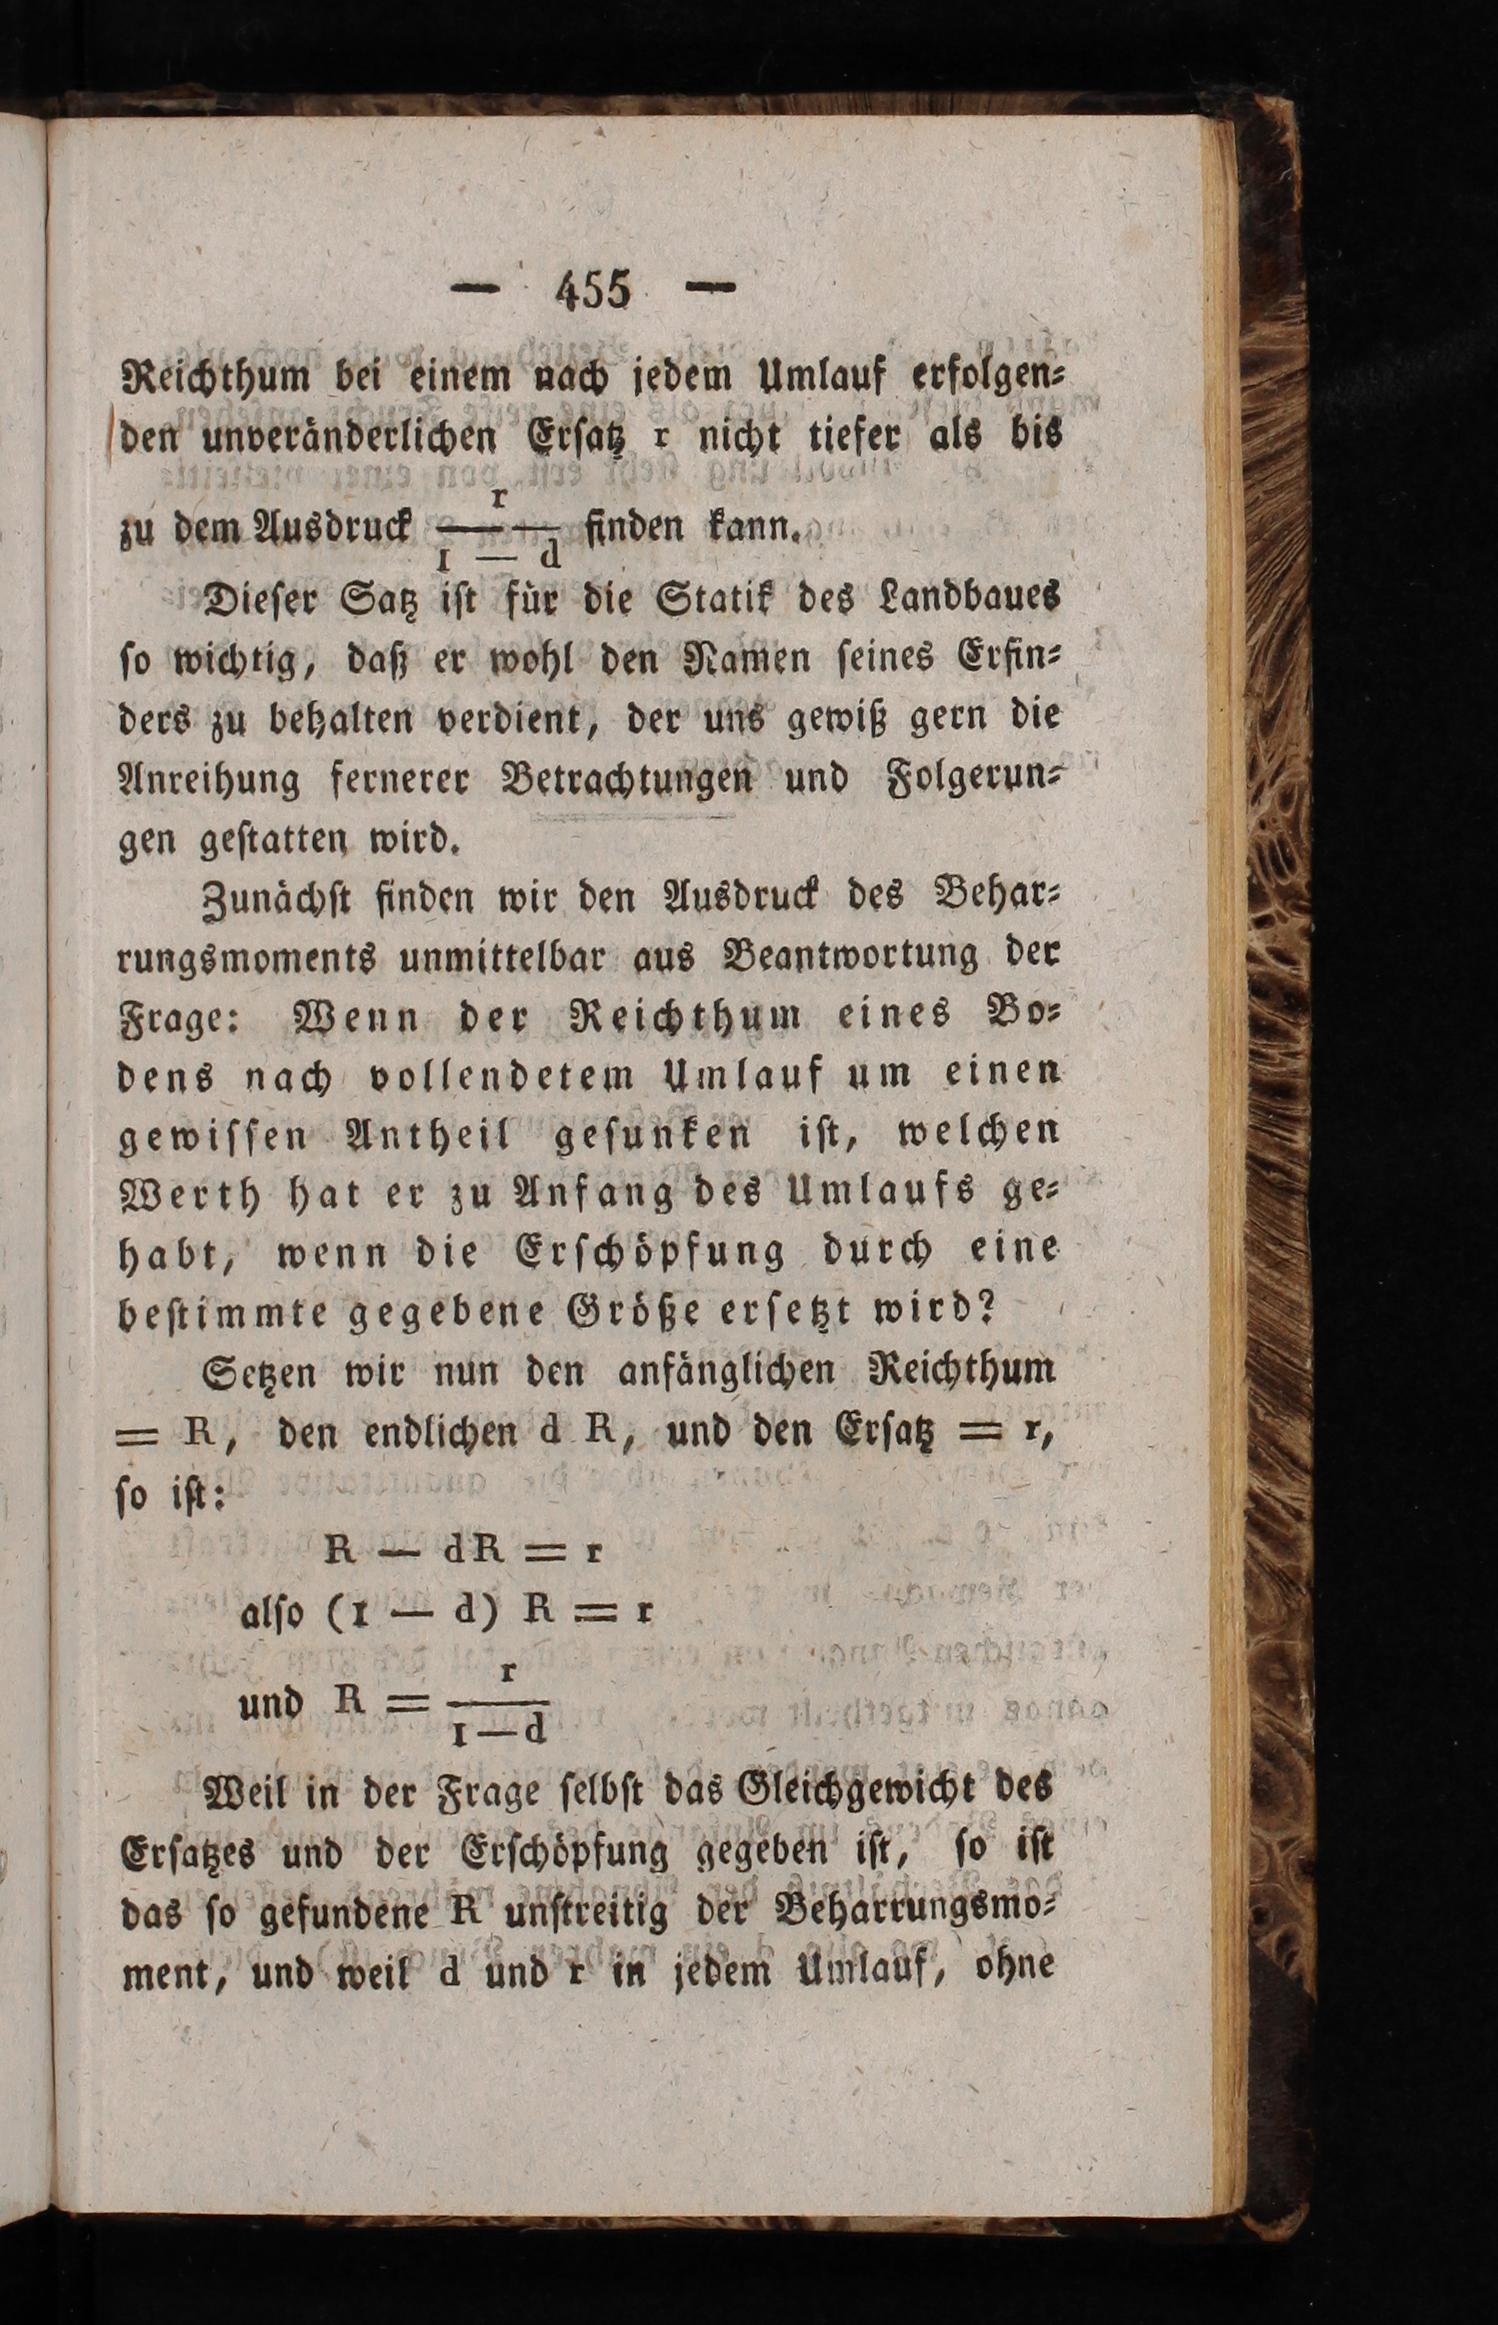 — 455 —
Reichthum bei einem nach jedem Umlauf erfolgen⸗
den unveränderlichen Erſatz r nicht tiefer als bis
zu dem Ausdruck r / 1 — d finden kann.
Dieſer Satz iſt für die Statik des Landbaues
ſo wichtig, daß er wohl den Namen ſeines Erfin⸗
ders zu behalten verdient, der uns gewiß gern die
Anreihung fernerer Betrachtungen und Folgerun⸗
gen geſtatten wird.
Zunächſt finden wir den Ausdruck des Behar⸗
rungsmoments unmittelbar aus Beantwortung der
Frage: Wenn der Reichthum eines Bo⸗
dens nach vollendetem Umlauf um einen
gewiſſen Antheil geſunken iſt, welchen
Werth hat er zu Anfang des Umlaufs ge⸗
habt, wenn die Erſchöpfung durch eine
beſtimmte gegebene Größe erſetzt wird?
Setzen wir nun den anfänglichen Reichthum
= R, den endlichen d R, und den Erſatz = r,
ſo iſt:
R — dR = r
alſo (1 — d) R = r
und R = r / 1—d
Weil in der Frage ſelbſt das Gleichgewicht des
Erſatzes und der Erſchöpfung gegeben iſt, ſo iſt
das ſo gefundene R unſtreitig der Beharrungsmo⸗
ment, und weil d und r in jedem Umlauf, ohne